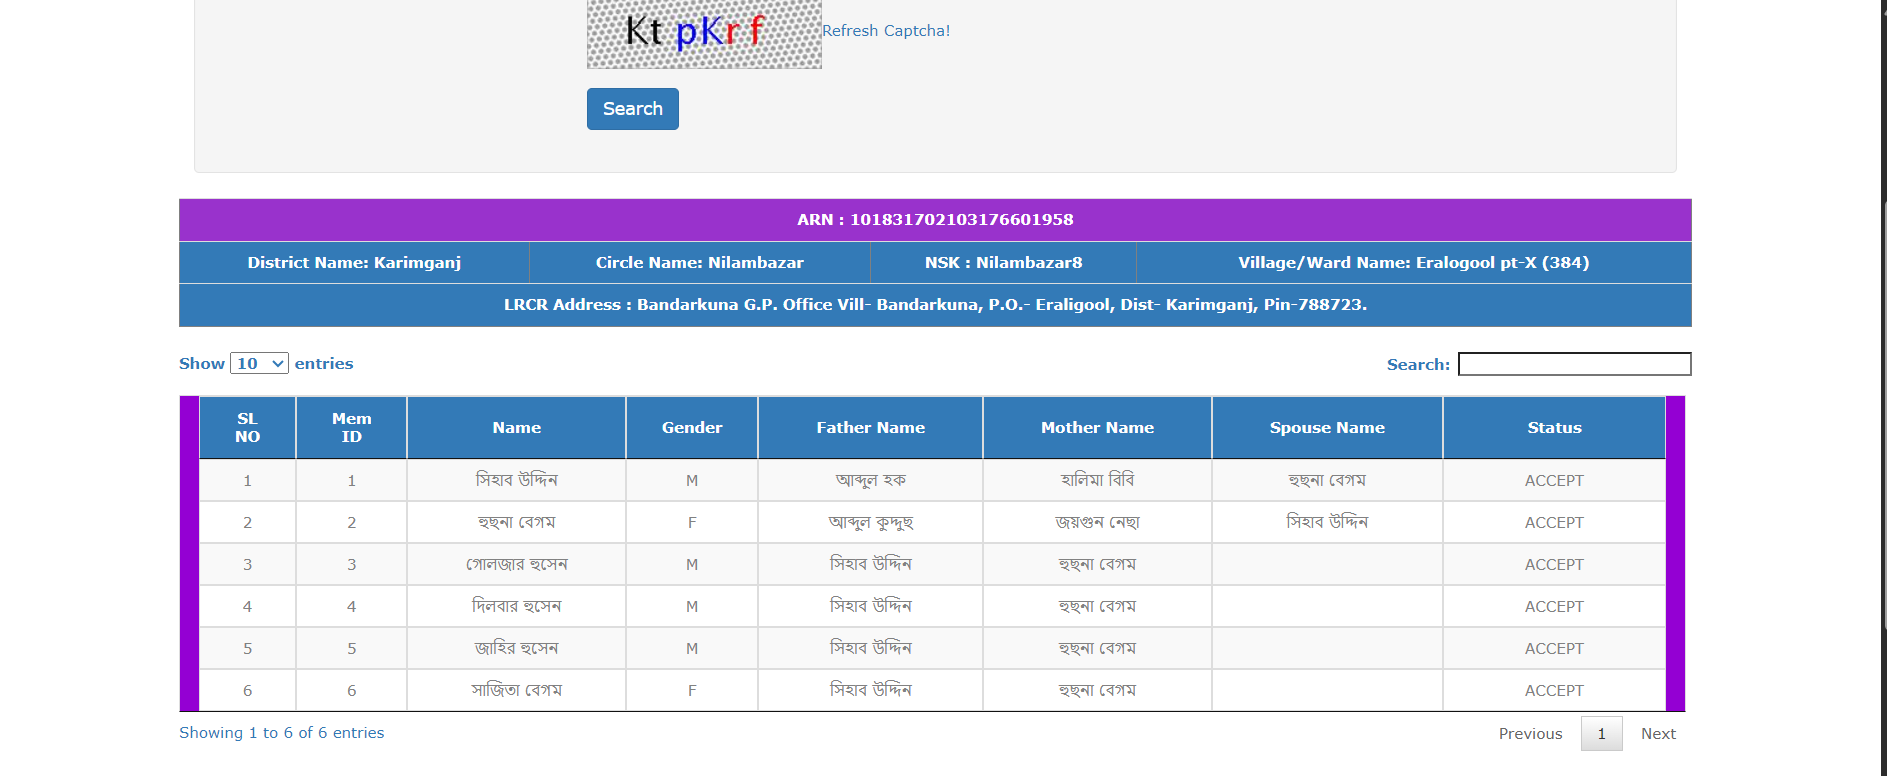 Kt pKr f Refresh Captcha!
Search
ARN : 101831702103176601958
District Name: Karimganj Circle Name: Nilambazar NSK : Nilambazar8 Village/Ward Name: Eralogool pt-X (384)
LRCR Address : Bandarkuna G.P. Office Vill- Bandarkuna, P.O.- Eraligool, Dist- Karimganj, Pin-788723.
Show 10 entries Search:
SL NO Mem ID Name Gender Father Name Mother Name Spouse Name Status
1 1 সিহাব উদ্দিন M আব্দুল হক হালিমা বিবি হুছনা বেগম ACCEPT
2 2 হুছনা বেগম F আব্দুল কুদ্দুছ জয়গুন নেছা সিহাব উদ্দিন ACCEPT
3 3 গোলজার হুসেন M সিহাব উদ্দিন হুছনা বেগম ACCEPT
4 4 দিলবার হুসেন M সিহাব উদ্দিন হুছনা বেগম ACCEPT
5 5 জাহির হুসেন M সিহাব উদ্দিন হুছনা বেগম ACCEPT
6 6 সাজিতা বেগম F সিহাব উদ্দিন হুছনা বেগম ACCEPT
Showing 1 to 6 of 6 entries Previous 1 Next